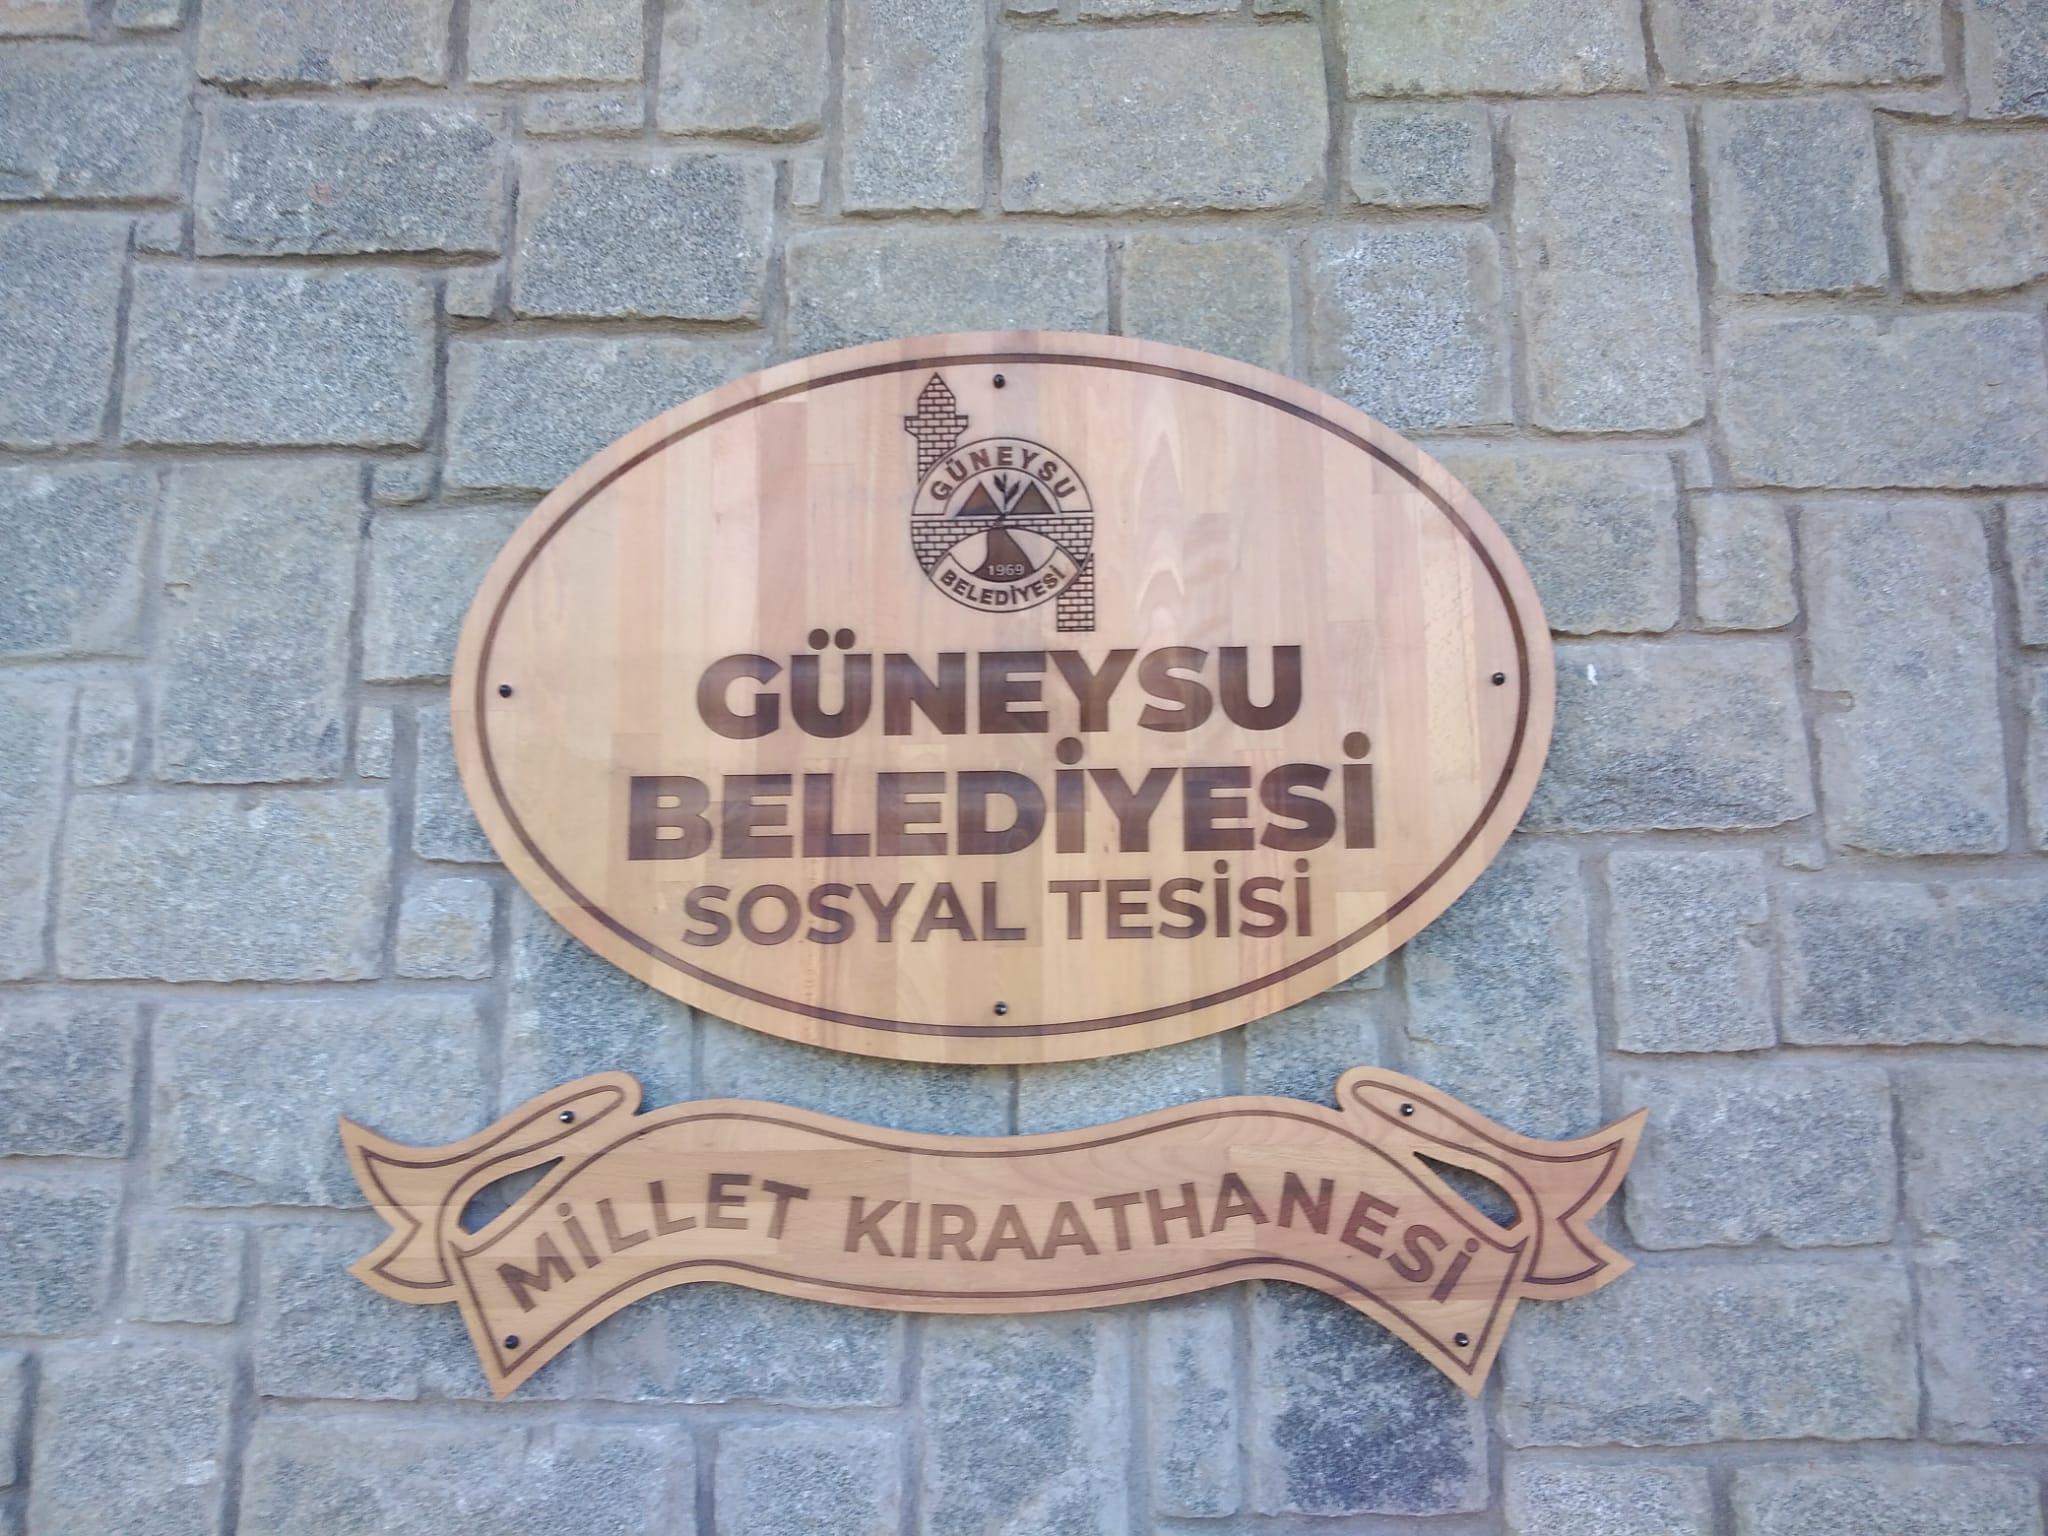 GÜNEYSU
1969
BELEDİYESİ
GÜNEYSU
BELEDİYESİ
SOSYAL TESİSİ
MİLLET KIRAATHANESİ